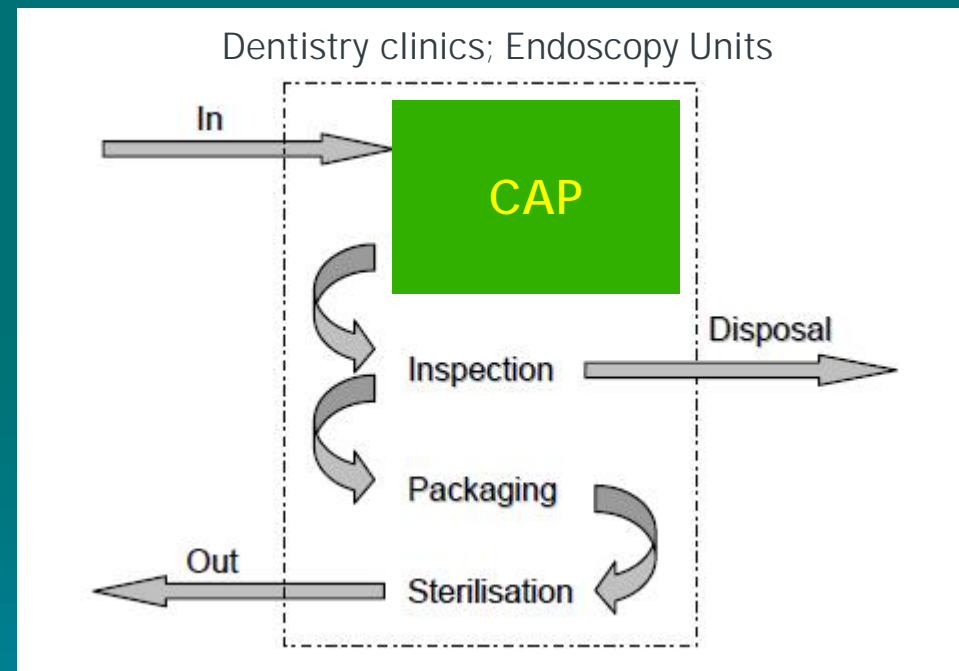 Dentistry clinics; Endoscopy Units
In
CAP
Disposal
Inspection
Packaging
Out
Sterilisation